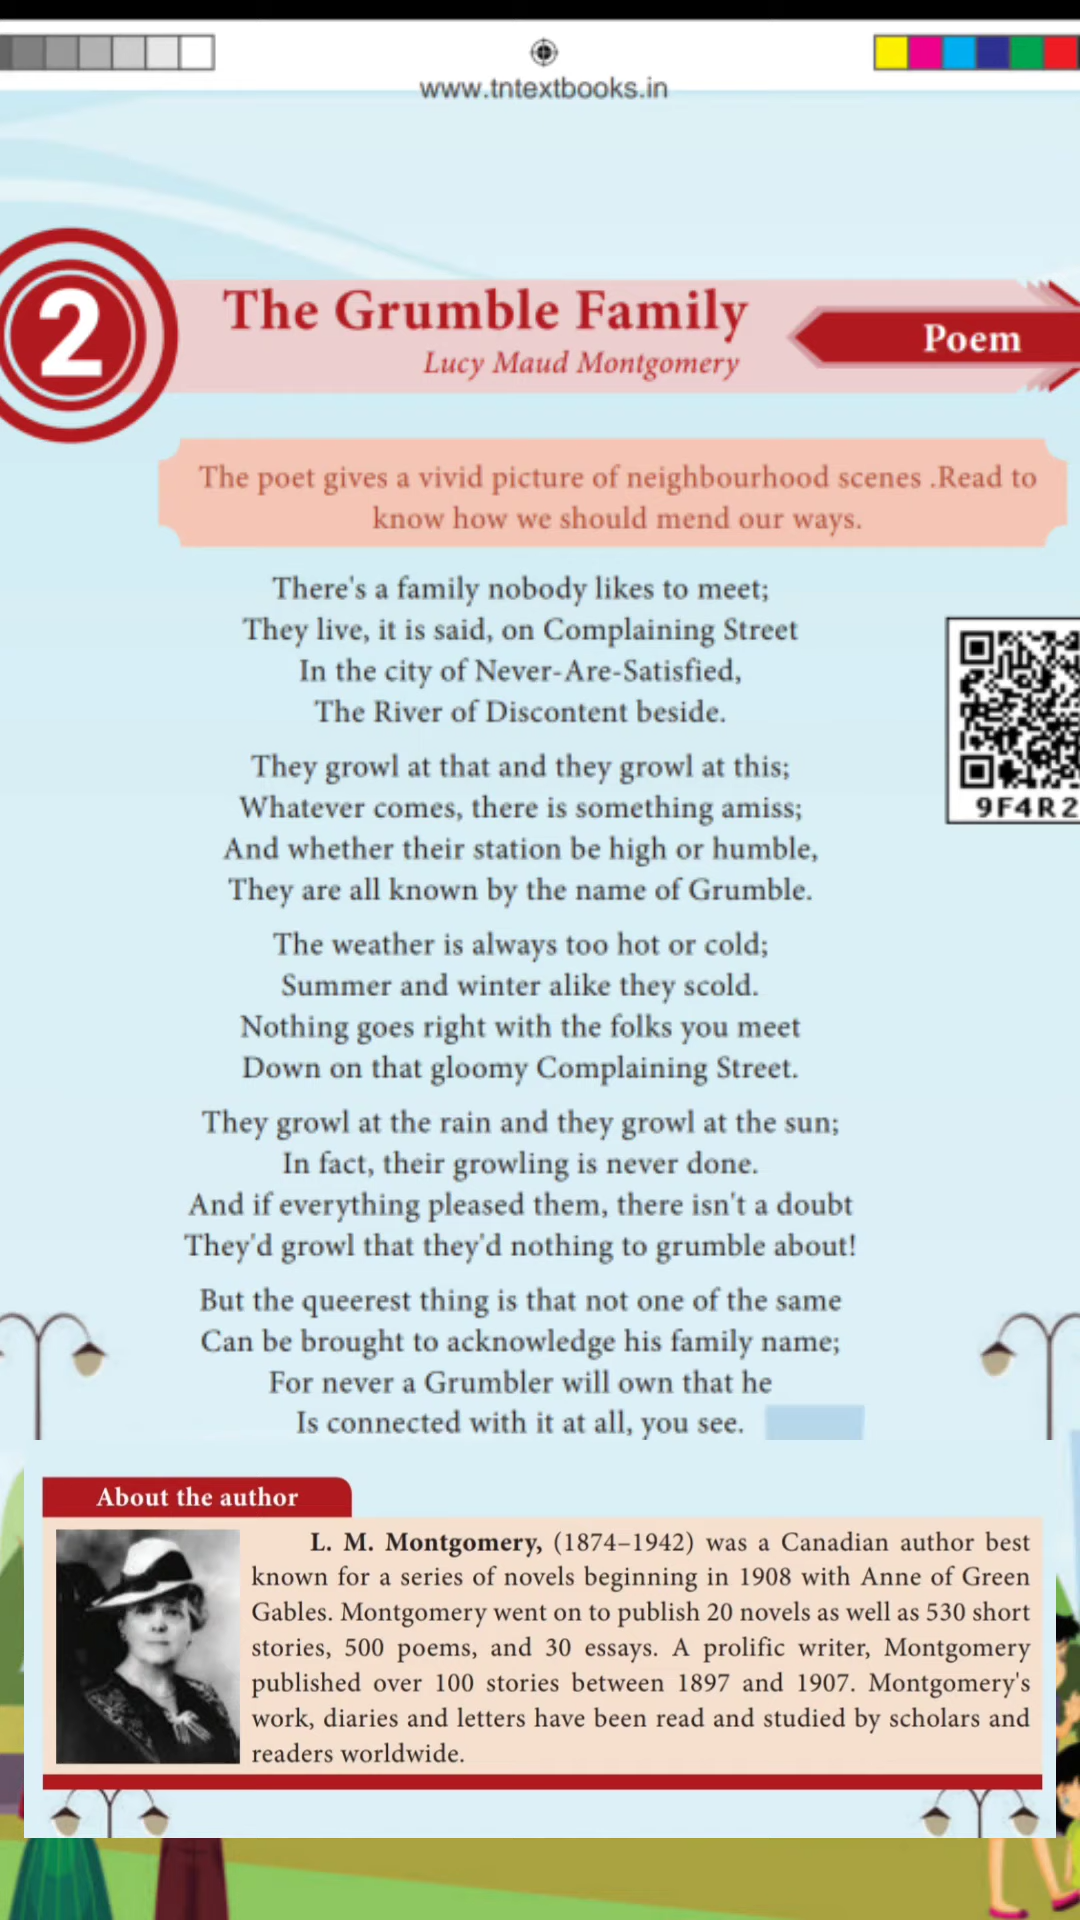 www.tntextbooks.in
2
The Grumble Family
Lucy Maud Montgomery
Poem
The poet gives a vivid picture of neighbourhood scenes .Read to
know how we should mend our ways.
There's a family nobody likes to meet;
They live, it is said, on Complaining Street
In the city of Never-Are-Satisfied,
The River of Discontent beside.
They growl at that and they growl at this;
Whatever comes, there is something amiss;
And whether their station be high or humble,
They are all known by the name of Grumble.
The weather is always too hot or cold;
Summer and winter alike they scold.
Nothing goes right with the folks you meet
Down on that gloomy Complaining Street.
They growl at the rain and they growl at the sun;
In fact, their growling is never done.
And if everything pleased them, there isn't a doubt
They'd growl that they'd nothing to grumble about!
But the queerest thing is that not one of the same
Can be brought to acknowledge his family name;
For never a Grumbler will own that he
Is connected with it at all, you see.
9F4R2
About the author
L. M. Montgomery, (1874–1942) was a Canadian author best
known for a series of novels beginning in 1908 with Anne of Green
Gables. Montgomery went on to publish 20 novels as well as 530 short
stories, 500 poems, and 30 essays. A prolific writer, Montgomery
published over 100 stories between 1897 and 1907. Montgomery's
work, diaries and letters have been read and studied by scholars and
readers worldwide.